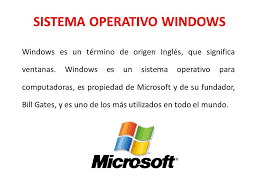 SISTEMA OPERATIVO WINDOWS
Windows es un término de origen Inglés, que significa
ventanas. Windows es un sistema operativo para
computadoras, es propiedad de Microsoft y de su fundador,
Bill Gates, y es uno de los más utilizados en todo el mundo.
Microsoft